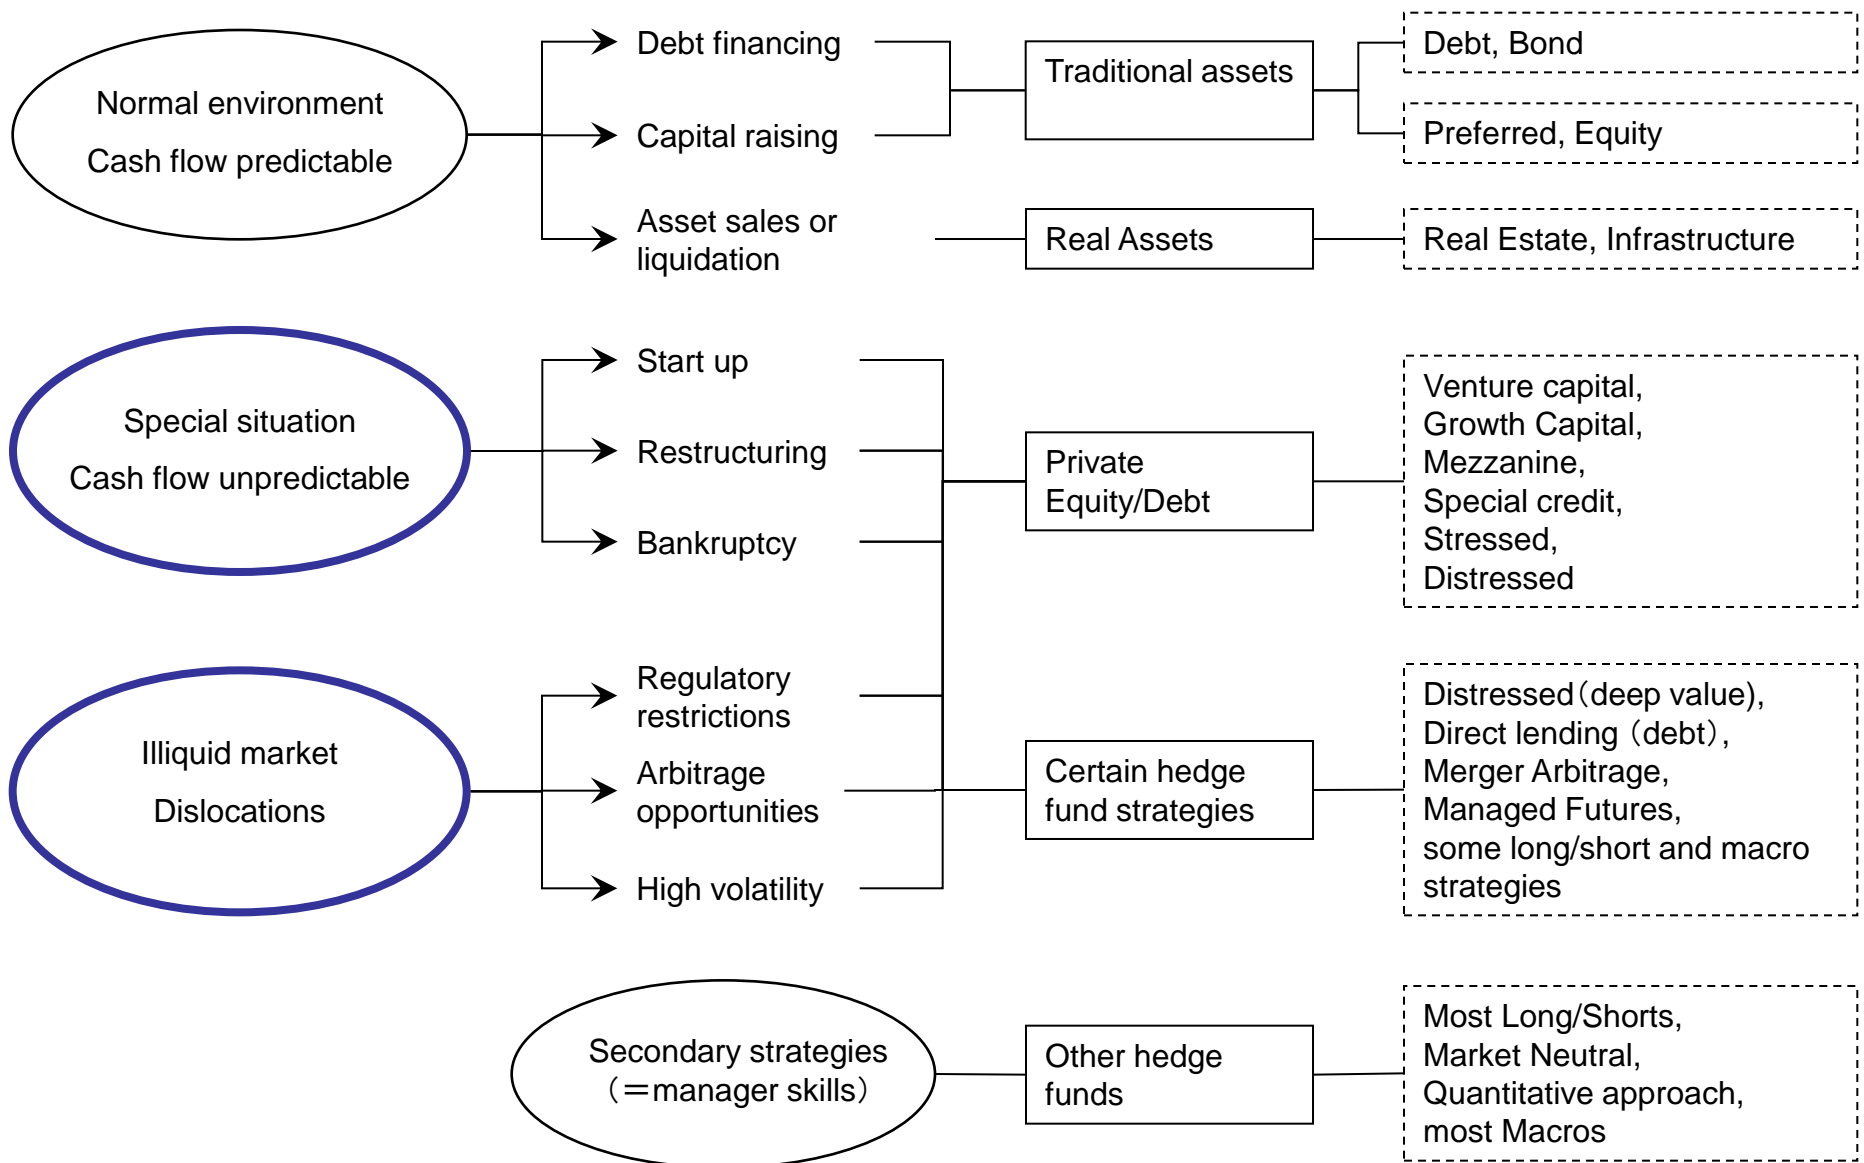 Normal environment
Cash flow predictable
Debt financing
Capital raising
Asset sales or
liquidation
Traditional assets
Real Assets
Debt, Bond
Preferred, Equity
Real Estate, Infrastructure
Special situation
Cash flow unpredictable
Start up
Restructuring
Bankruptcy
Private
Equity/Debt
Venture capital,
Growth Capital,
Mezzanine,
Special credit,
Stressed,
Distressed
Illiquid market
Dislocations
Regulatory
restrictions
Arbitrage
opportunities
High volatility
Certain hedge
fund strategies
Distressed（deep value),
Direct lending（debt）,
Merger Arbitrage,
Managed Futures,
some long/short and macro
strategies
Secondary strategies
（＝manager skills）
Other hedge
funds
Most Long/Shorts,
Market Neutral,
Quantitative approach,
most Macros